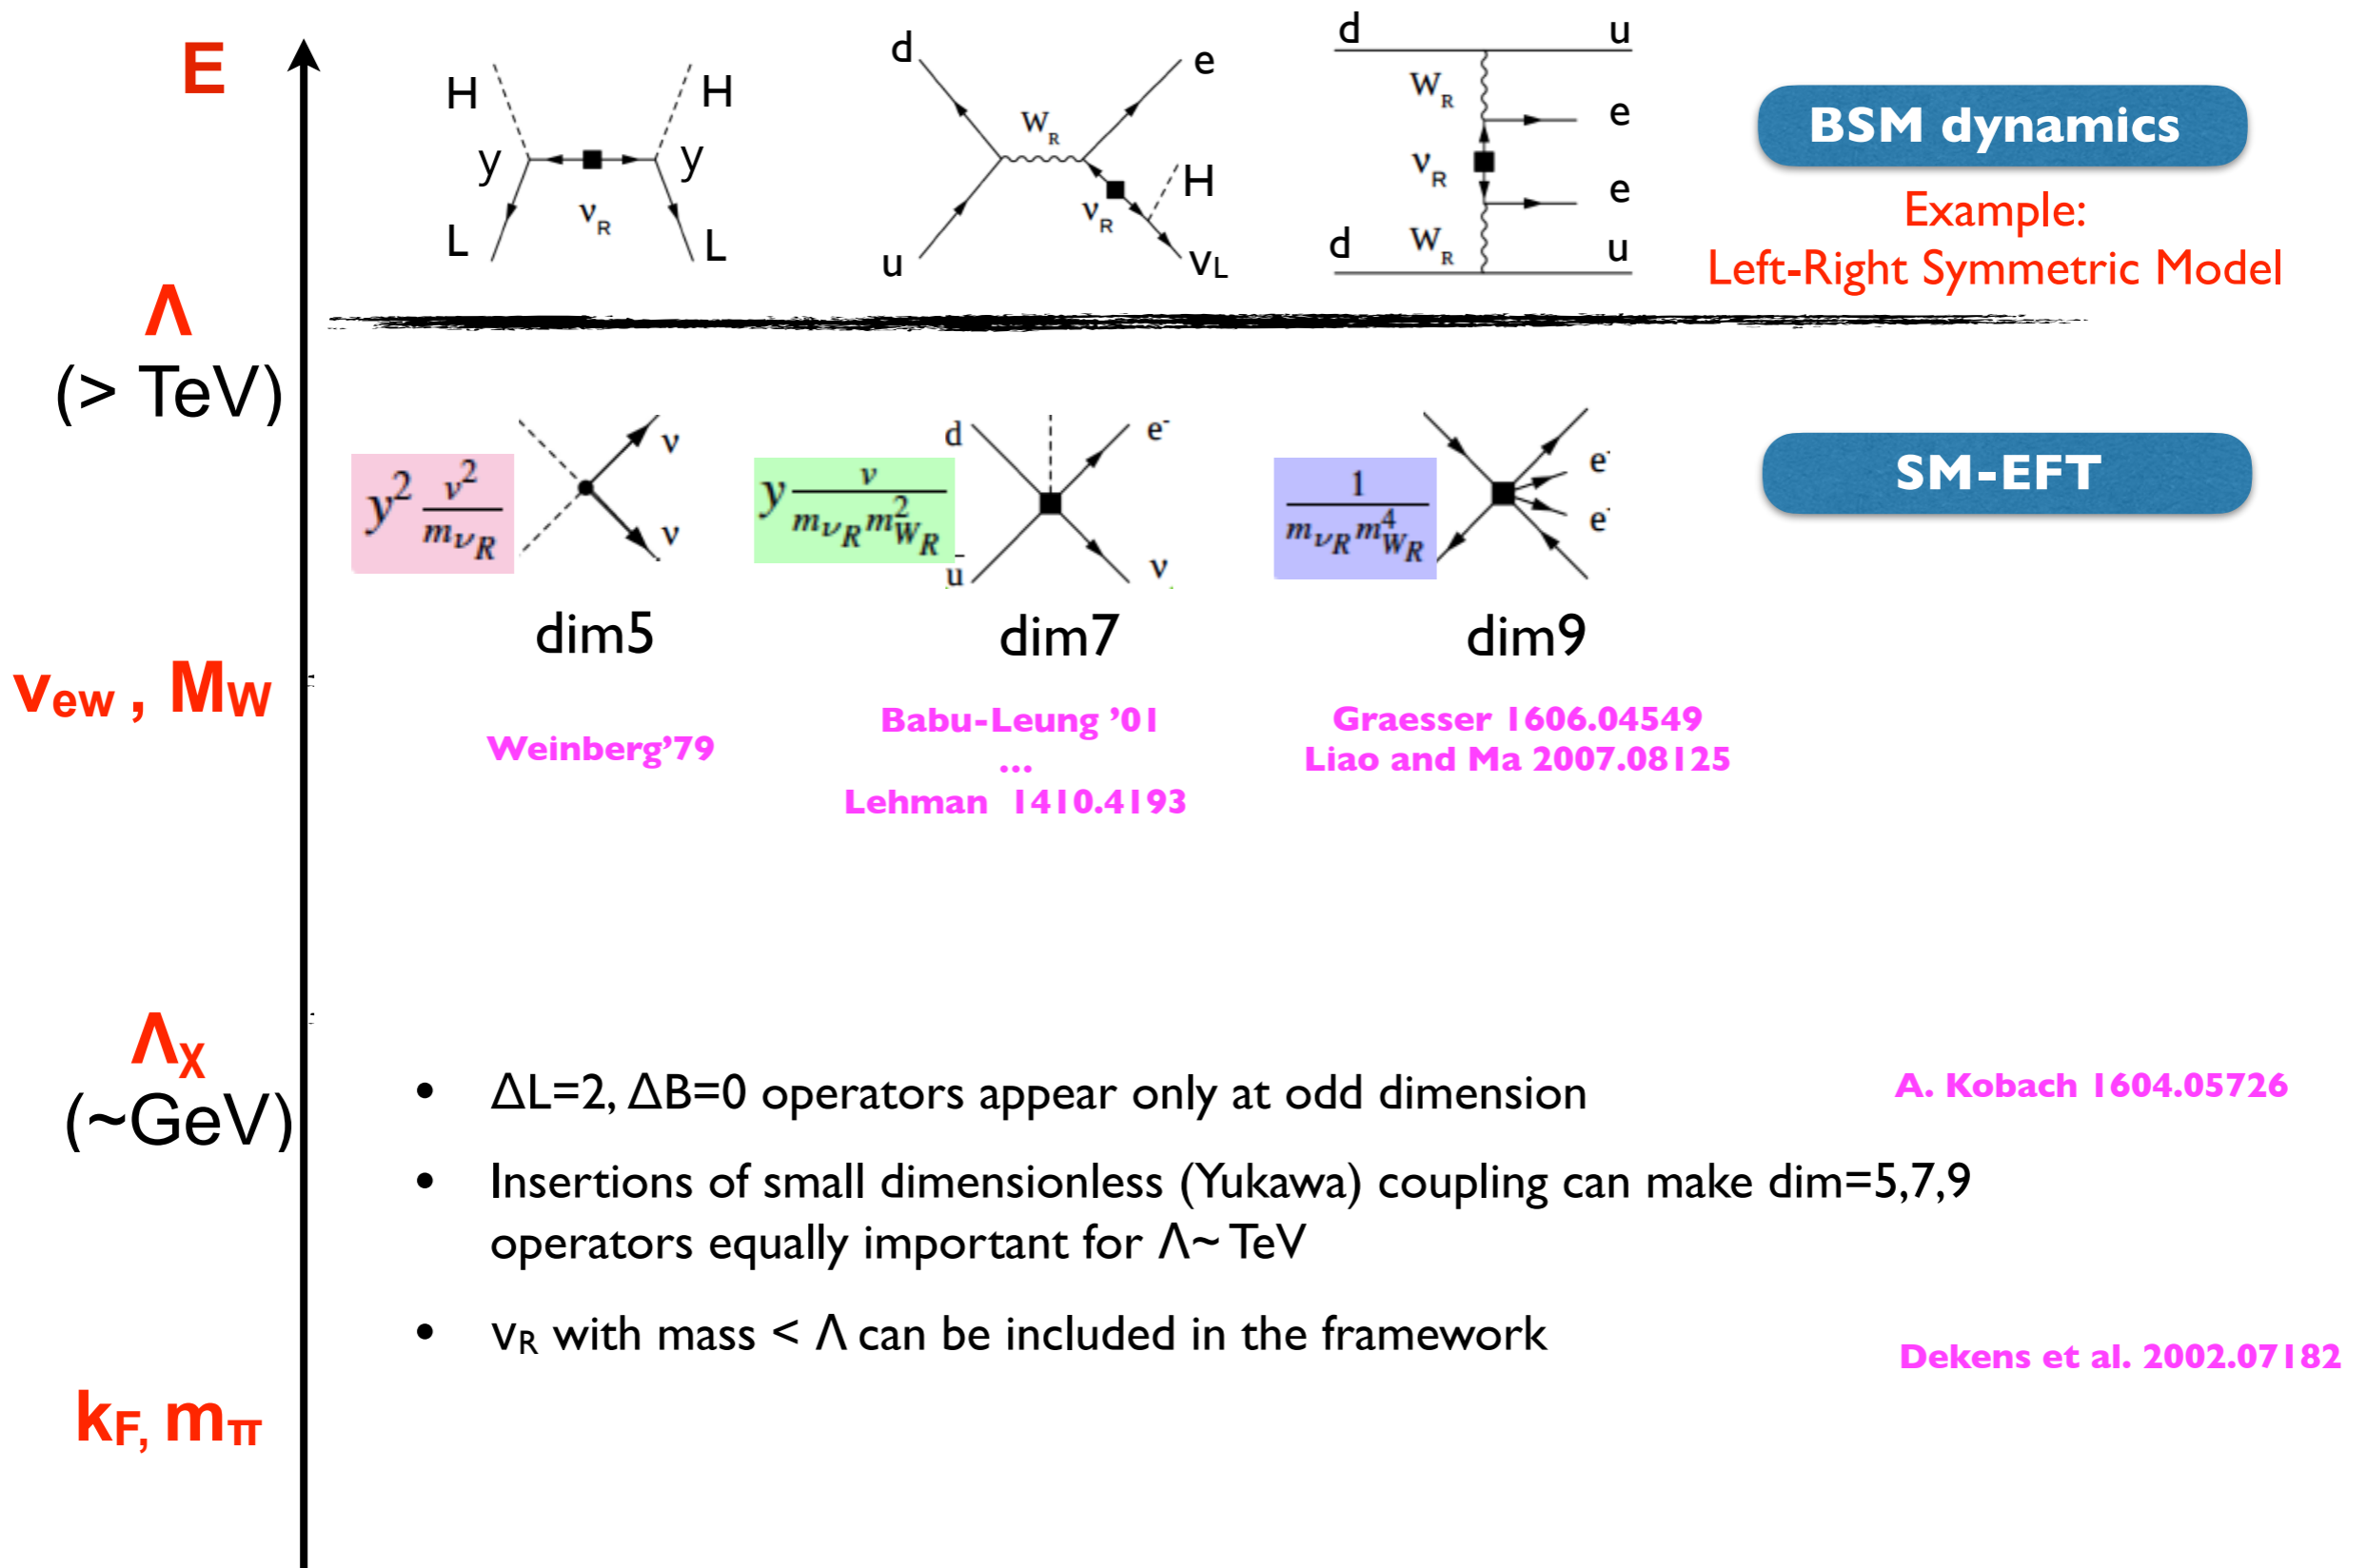 E
H
H
y
y
νR
L
L
d
e
WR
H
νR
u
νL
d
u
WR
e
νR
e
d
WR
u
BSM dynamics
Example:
Left-Right Symmetric Model
Λ
(> TeV)
y² v²/mνR
ν
ν
dim5
y v/(mνR m²WR)
d
e⁻
ū
ν
dim7
1/(mνR m⁴WR)
e⁻
e⁻
dim9
SM-EFT
vew , MW
Weinberg’79
Babu-Leung ’01
...
Lehman 1410.4193
Graesser 1606.04549
Liao and Ma 2007.08125
Λχ
(~GeV)
• ΔL=2, ΔB=0 operators appear only at odd dimension
A. Kobach 1604.05726
• Insertions of small dimensionless (Yukawa) coupling can make dim=5,7,9
operators equally important for Λ~ TeV
• νR with mass < Λ can be included in the framework
Dekens et al. 2002.07182
kF, mπ